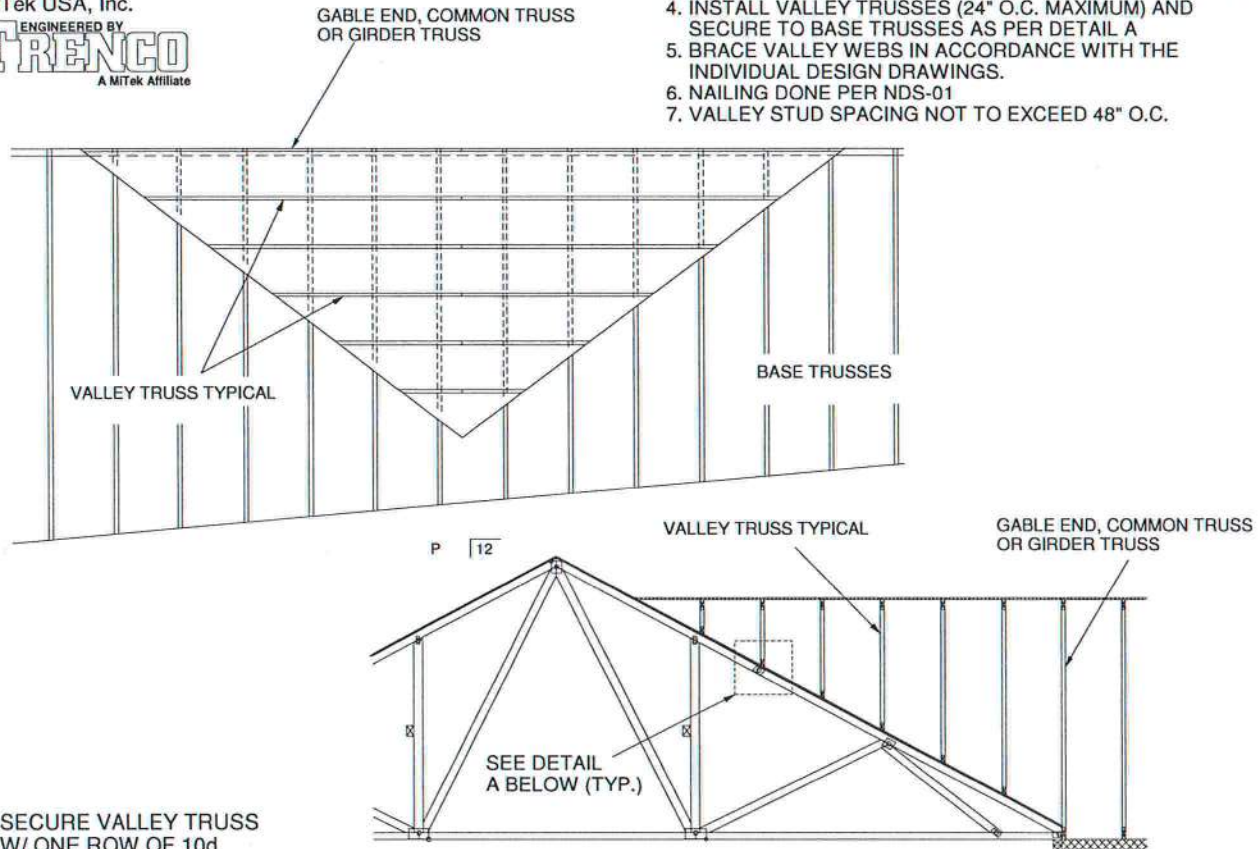 Tek USA, Inc.
ENGINEERED BY
TRENCO
A MiTek Affiliate
GABLE END, COMMON TRUSS
OR GIRDER TRUSS
4. INSTALL VALLEY TRUSSES (24" O.C. MAXIMUM) AND
SECURE TO BASE TRUSSES AS PER DETAIL A
5. BRACE VALLEY WEBS IN ACCORDANCE WITH THE
INDIVIDUAL DESIGN DRAWINGS.
6. NAILING DONE PER NDS-01
7. VALLEY STUD SPACING NOT TO EXCEED 48" O.C.
VALLEY TRUSS TYPICAL
BASE TRUSSES
P 12
VALLEY TRUSS TYPICAL
GABLE END, COMMON TRUSS
OR GIRDER TRUSS
SEE DETAIL
A BELOW (TYP.)
SECURE VALLEY TRUSS
W/ ONE ROW OF 10d